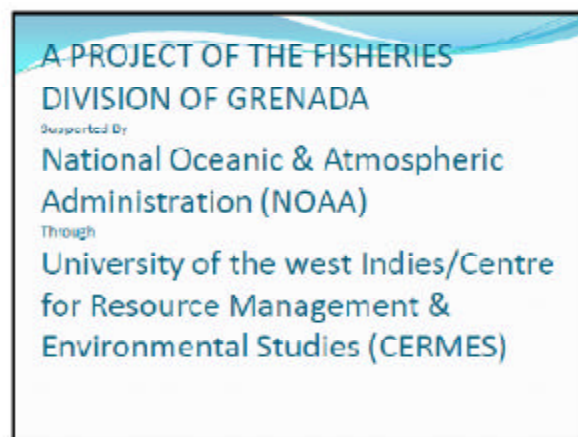 A PROJECT OF THE FISHERIES
DIVISION OF GRENADA
Supported By
National Oceanic & Atmospheric
Administration (NOAA)
Through
University of the west Indies/Centre
for Resource Management &
Environmental Studies (CERMES)